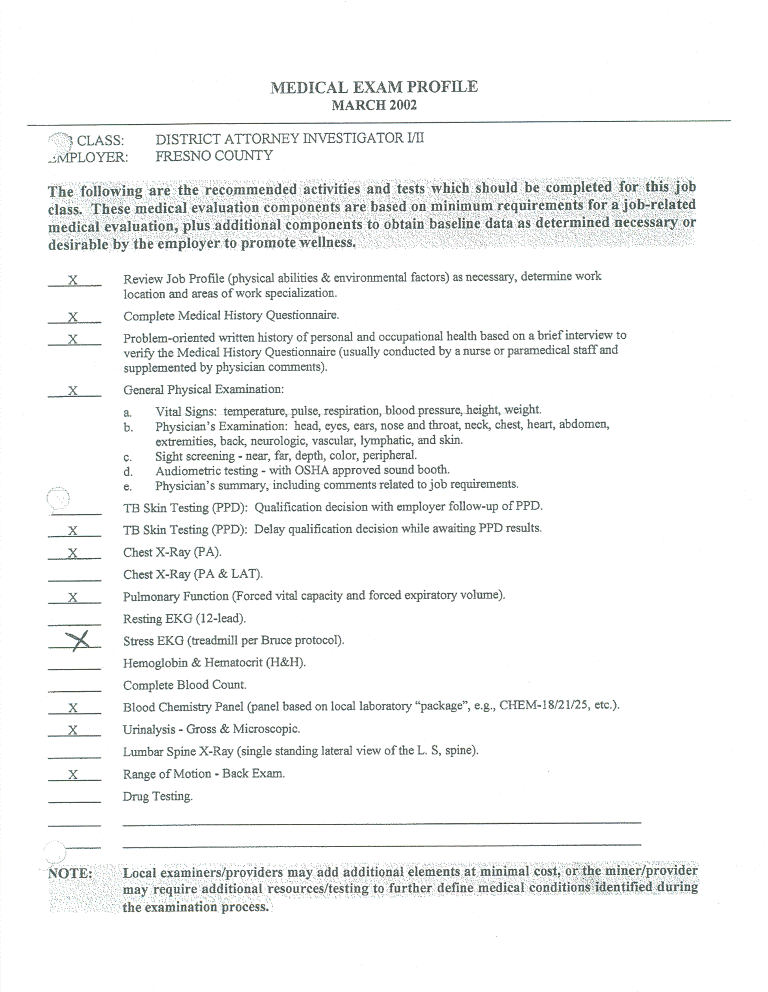 MEDICAL EXAM PROFILE
MARCH 2002
CLASS: DISTRICT ATTORNEY INVESTIGATOR I/II
EMPLOYER: FRESNO COUNTY
The following are the recommended activities and tests which should be completed for this job
class. These medical evaluation components are based on minimum requirements for a job-related
medical evaluation, plus additional components to obtain baseline data as determined necessary or
desirable by the employer to promote wellness.
X Review Job Profile (physical abilities & environmental factors) as necessary, determine work
location and areas of work specialization.
X Complete Medical History Questionnaire.
X Problem-oriented written history of personal and occupational health based on a brief interview to
verify the Medical History Questionnaire (usually conducted by a nurse or paramedical staff and
supplemented by physician comments).
X General Physical Examination:
a. Vital Signs: temperature, pulse, respiration, blood pressure, height, weight.
b. Physician's Examination: head, eyes, ears, nose and throat, neck, chest, heart, abdomen,
extremities, back, neurologic, vascular, lymphatic, and skin.
c. Sight screening - near, far, depth, color, peripheral.
d. Audiometric testing - with OSHA approved sound booth.
e. Physician's summary, including comments related to job requirements.
TB Skin Testing (PPD): Qualification decision with employer follow-up of PPD.
X TB Skin Testing (PPD): Delay qualification decision while awaiting PPD results.
X Chest X-Ray (PA).
Chest X-Ray (PA & LAT).
X Pulmonary Function (Forced vital capacity and forced expiratory volume).
Resting EKG (12-lead).
X Stress EKG (treadmill per Bruce protocol).
Hemoglobin & Hematocrit (H&H).
Complete Blood Count.
X Blood Chemistry Panel (panel based on local laboratory “package”, e.g., CHEM-18/21/25, etc.).
X Urinalysis - Gross & Microscopic.
Lumbar Spine X-Ray (single standing lateral view of the L. S, spine).
X Range of Motion - Back Exam.
Drug Testing.
NOTE: Local examiners/providers may add additional elements at minimal cost, or the miner/provider
may require additional resources/testing to further define medical conditions identified during
the examination process.